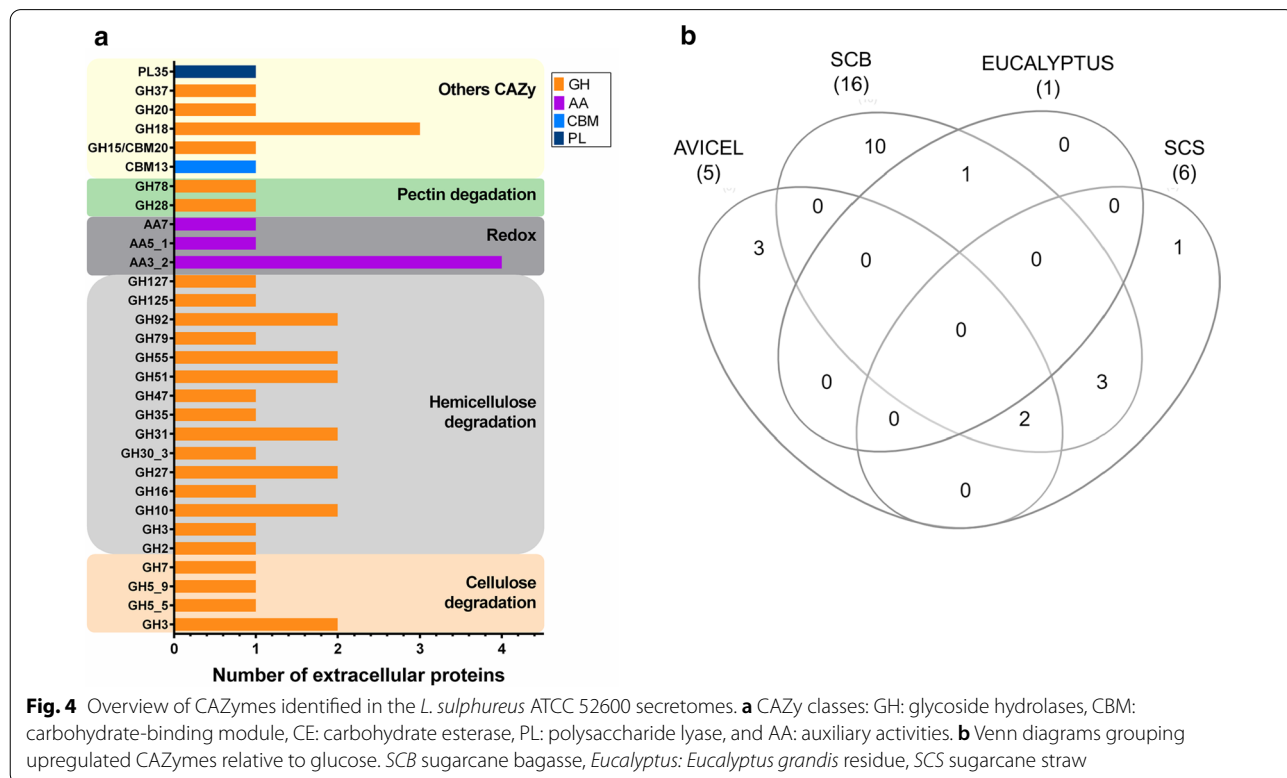 a
PL35
GH37
GH20
GH18
GH15/CBM20
CBM13
GH78
GH28
AA7
AA5_1
AA3_2
GH127
GH125
GH92
GH79
GH55
GH51
GH47
GH35
GH31
GH30_3
GH27
GH16
GH10
GH3
GH2
GH7
GH5_9
GH5_5
GH3
Others CAZy
Pectin degadation
Redox
Hemicellulose
degradation
Cellulose
degradation
GH
AA
CBM
PL
0 1 2 3 4
Number of extracellular proteins
b
SCB
(16)
EUCALYPTUS
(1)
AVICEL
(5)
SCS
(6)
10
0
1
0
0
3
1
0
0
0
0
3
0
2
0
Fig. 4 Overview of CAZymes identified in the L. sulphureus ATCC 52600 secretomes. a CAZy classes: GH: glycoside hydrolases, CBM:
carbohydrate-binding module, CE: carbohydrate esterase, PL: polysaccharide lyase, and AA: auxiliary activities. b Venn diagrams grouping
upregulated CAZymes relative to glucose. SCB sugarcane bagasse, Eucalyptus: Eucalyptus grandis residue, SCS sugarcane straw